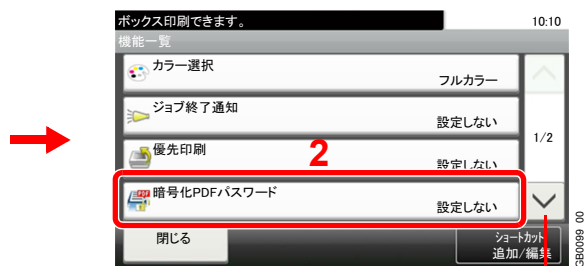 ボックス印刷できます。 10:10
機能一覧
カラー選択
フルカラー
ジョブ終了通知
設定しない
1/2
優先印刷
2
設定しない
暗号化PDFパスワード
設定しない
閉じる
ショートカット
追加/編集
GB0099_00